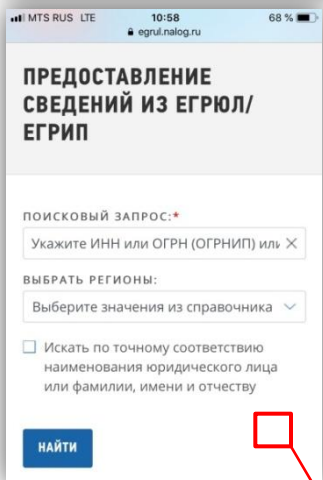 MTS RUS LTE 10:58 68 %
egrul.nalog.ru
ПРЕДОСТАВЛЕНИЕ
СВЕДЕНИЙ ИЗ ЕГРЮЛ/
ЕГРИП
ПОИСКОВЫЙ ЗАПРОС:*
Укажите ИНН или ОГРН (ОГРНИП) или
ВЫБРАТЬ РЕГИОНЫ:
Выберите значения из справочника
Искать по точному соответствию
наименования юридического лица
или фамилии, имени и отчеству
НАЙТИ